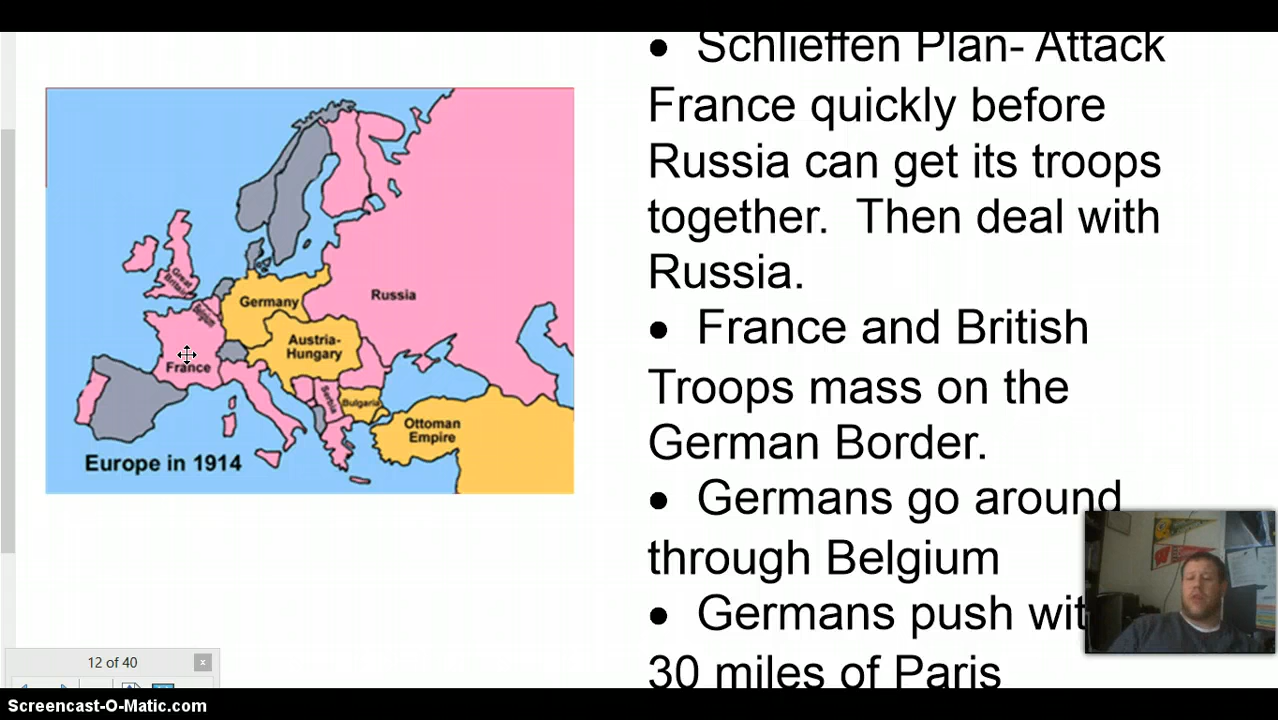 • Schlieffen Plan- Attack
France quickly before
Russia can get its troops
together. Then deal with
Russia.
• France and British
Troops mass on the
German Border.
• Germans go around
through Belgium
• Germans push wit
30 miles of Paris
Great
Britain
Belgium
Germany
Russia
Austria-
Hungary
France
Serbia
Bulgaria
Ottoman
Empire
Europe in 1914
12 of 40
x
Screencast-O-Matic.com